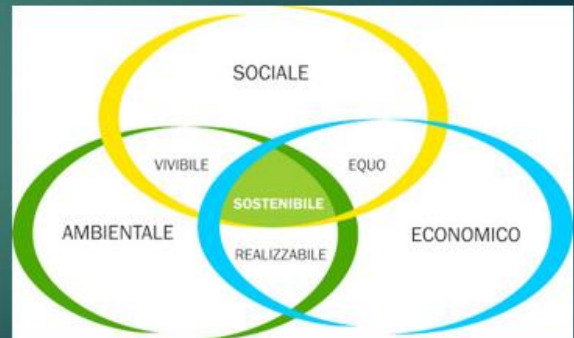 SOCIALE
VIVIBILE
EQUO
SOSTENIBILE
AMBIENTALE
ECONOMICO
REALIZZABILE